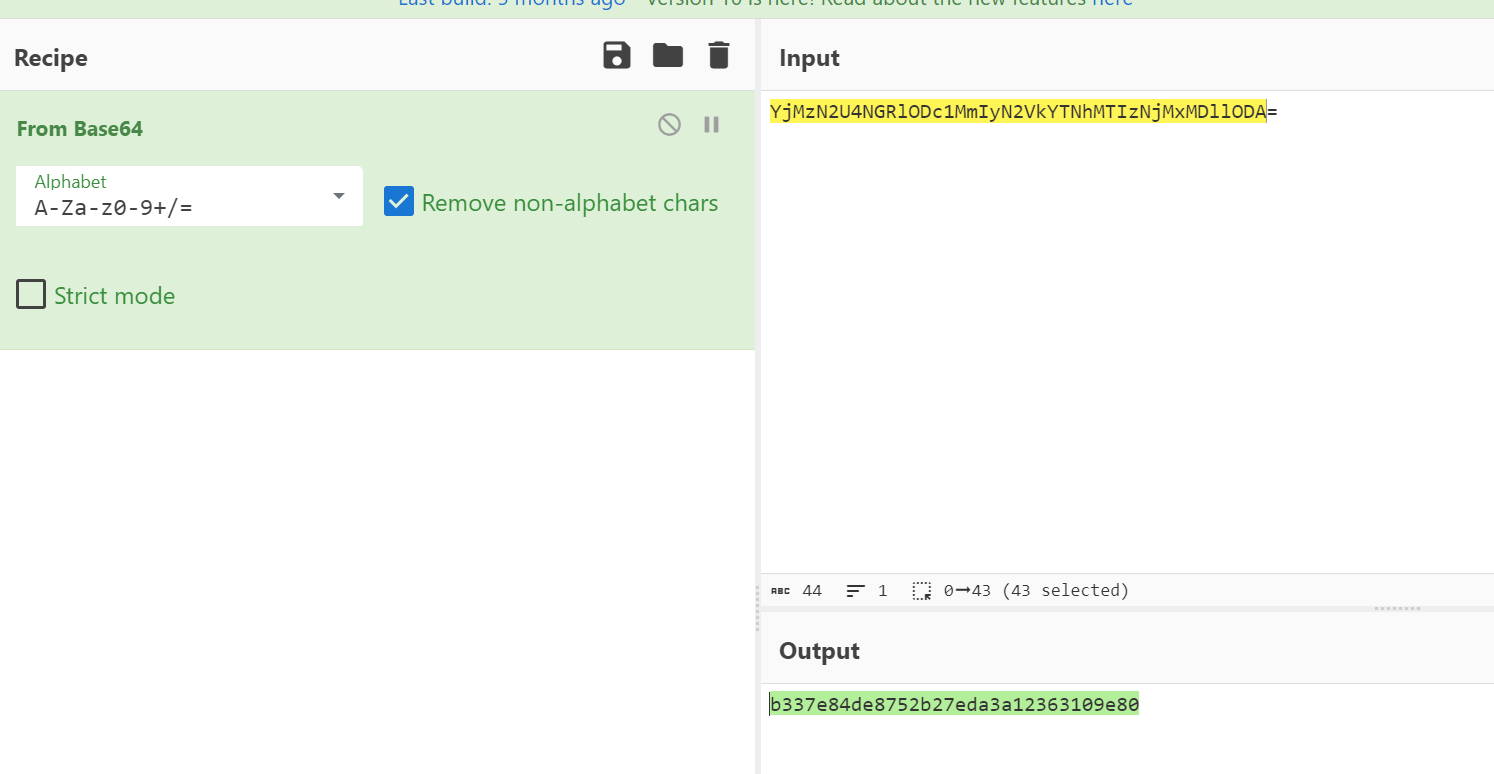 Last build: 5 months ago Version 10 is here! Read about the new features here
Recipe
From Base64
Alphabet
A-Za-z0-9+/=
Remove non-alphabet chars
Strict mode
Input
YjMzN2U4NGRlODc1MmIyN2VkYTNhMTIzNjMxMDllODA=
ABC 44 1 0→43 (43 selected)
Output
b337e84de8752b27eda3a12363109e80